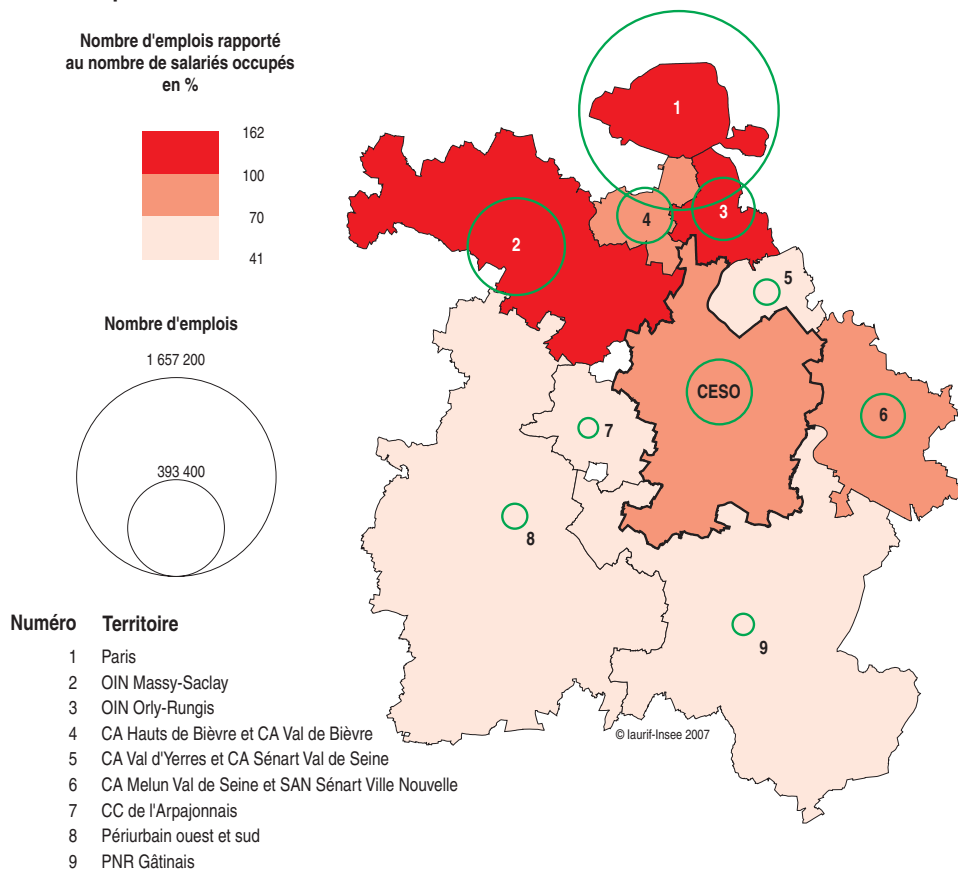 Nombre d'emplois rapporté
au nombre de salariés occupés
en %
162
100
70
41
Nombre d'emplois
1 657 200
393 400
1
2
3
4
5
CESO
6
7
8
9
© Iaurif-Insee 2007
Numéro Territoire
1 Paris
2 OIN Massy-Saclay
3 OIN Orly-Rungis
4 CA Hauts de Bièvre et CA Val de Bièvre
5 CA Val d'Yerres et CA Sénart Val de Seine
6 CA Melun Val de Seine et SAN Sénart Ville Nouvelle
7 CC de l'Arpajonnais
8 Périurbain ouest et sud
9 PNR Gâtinais